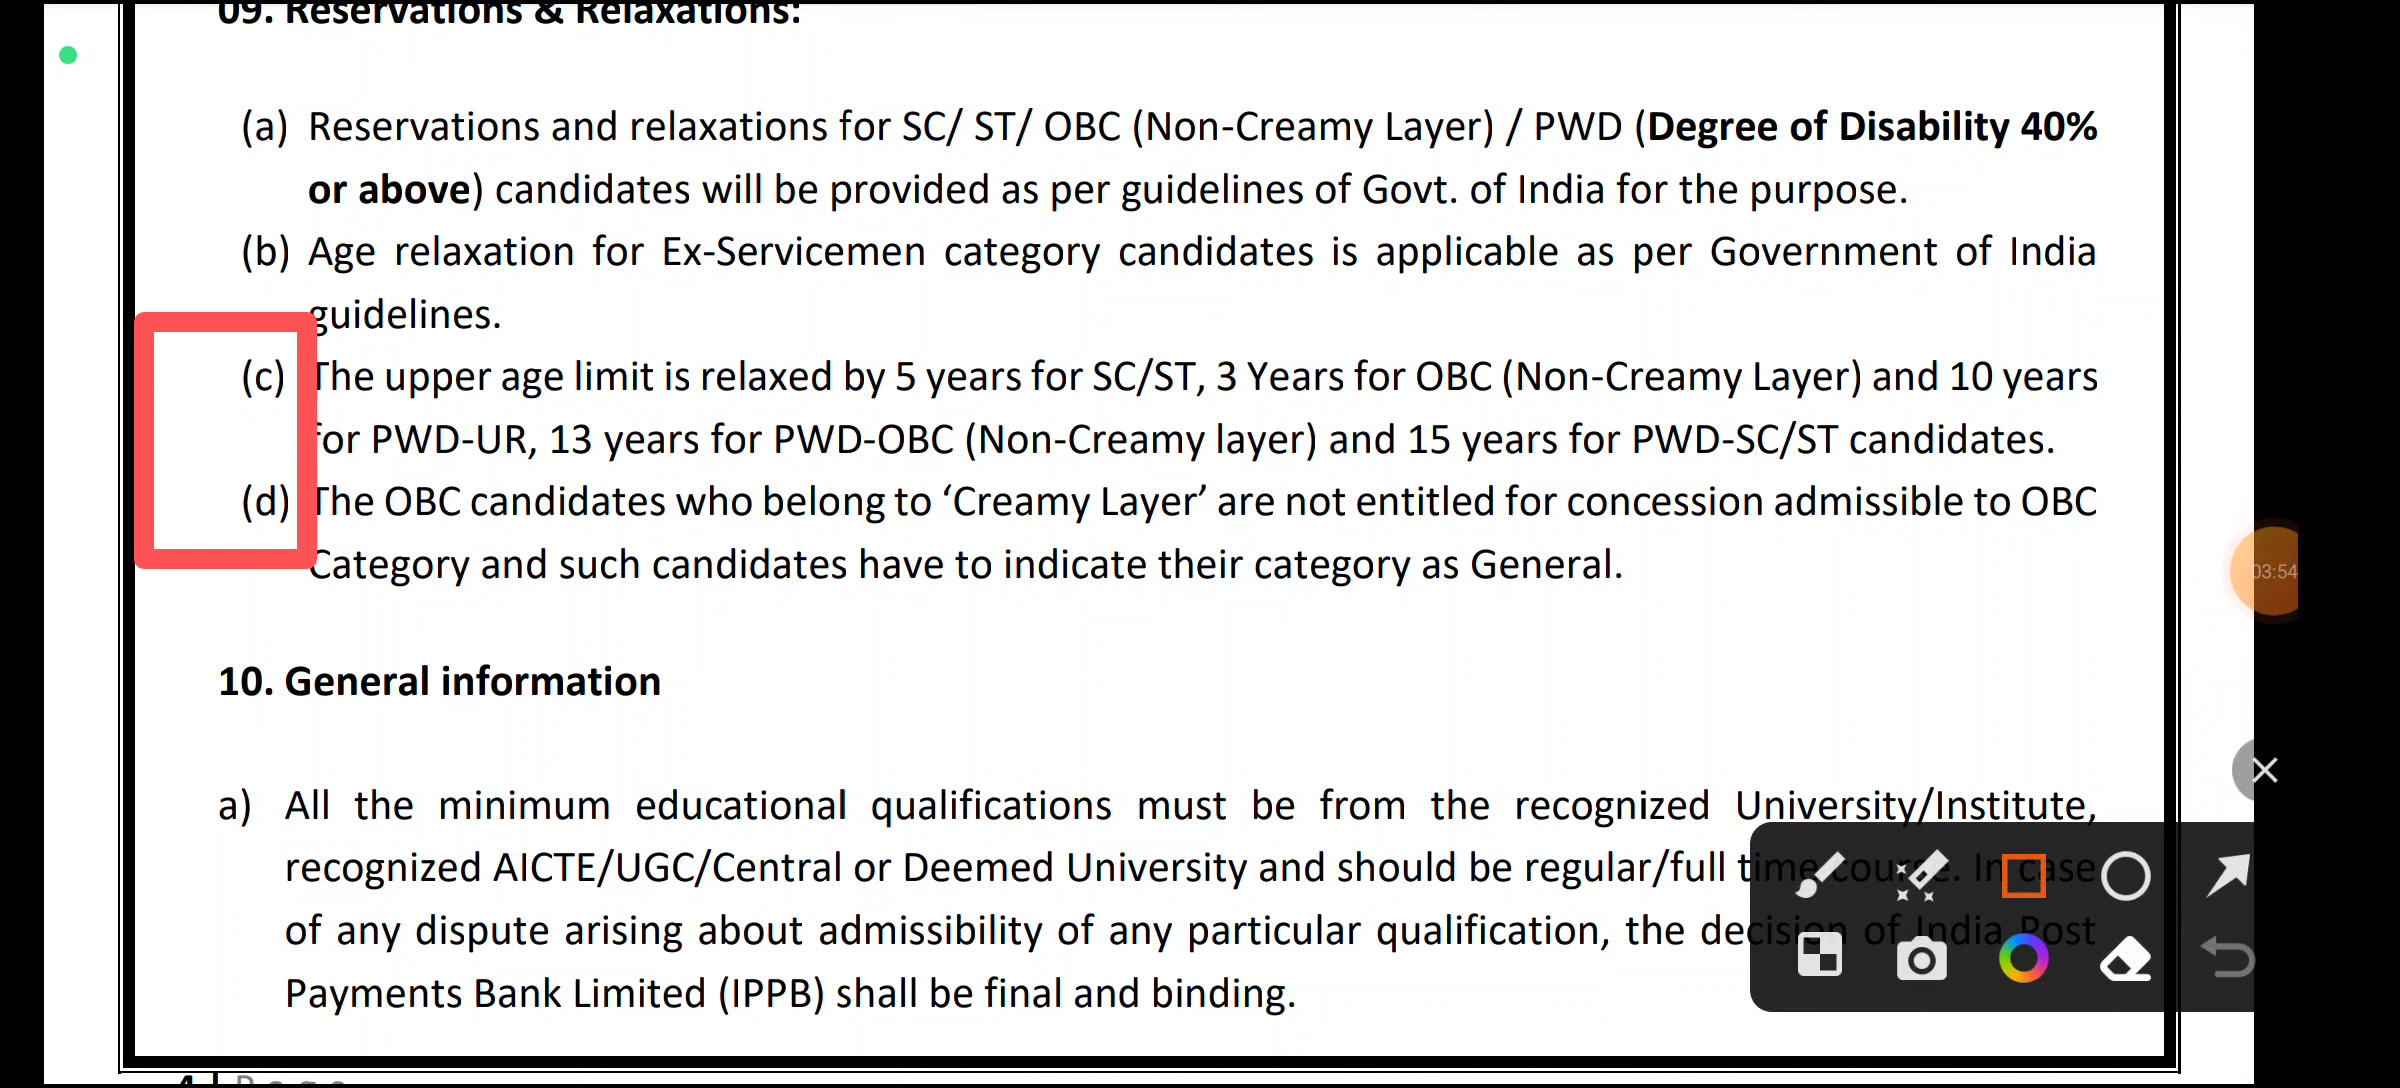 09. Reservations & Relaxations:
(a) Reservations and relaxations for SC/ ST/ OBC (Non-Creamy Layer) / PWD (Degree of Disability 40%
or above) candidates will be provided as per guidelines of Govt. of India for the purpose.
(b) Age relaxation for Ex-Servicemen category candidates is applicable as per Government of India
guidelines.
(c) The upper age limit is relaxed by 5 years for SC/ST, 3 Years for OBC (Non-Creamy Layer) and 10 years
for PWD-UR, 13 years for PWD-OBC (Non-Creamy layer) and 15 years for PWD-SC/ST candidates.
(d) The OBC candidates who belong to ‘Creamy Layer’ are not entitled for concession admissible to OBC
Category and such candidates have to indicate their category as General.
03:54
10. General information
a) All the minimum educational qualifications must be from the recognized University/Institute,
recognized AICTE/UGC/Central or Deemed University and should be regular/full time course. In case
of any dispute arising about admissibility of any particular qualification, the decision of India Post
Payments Bank Limited (IPPB) shall be final and binding.